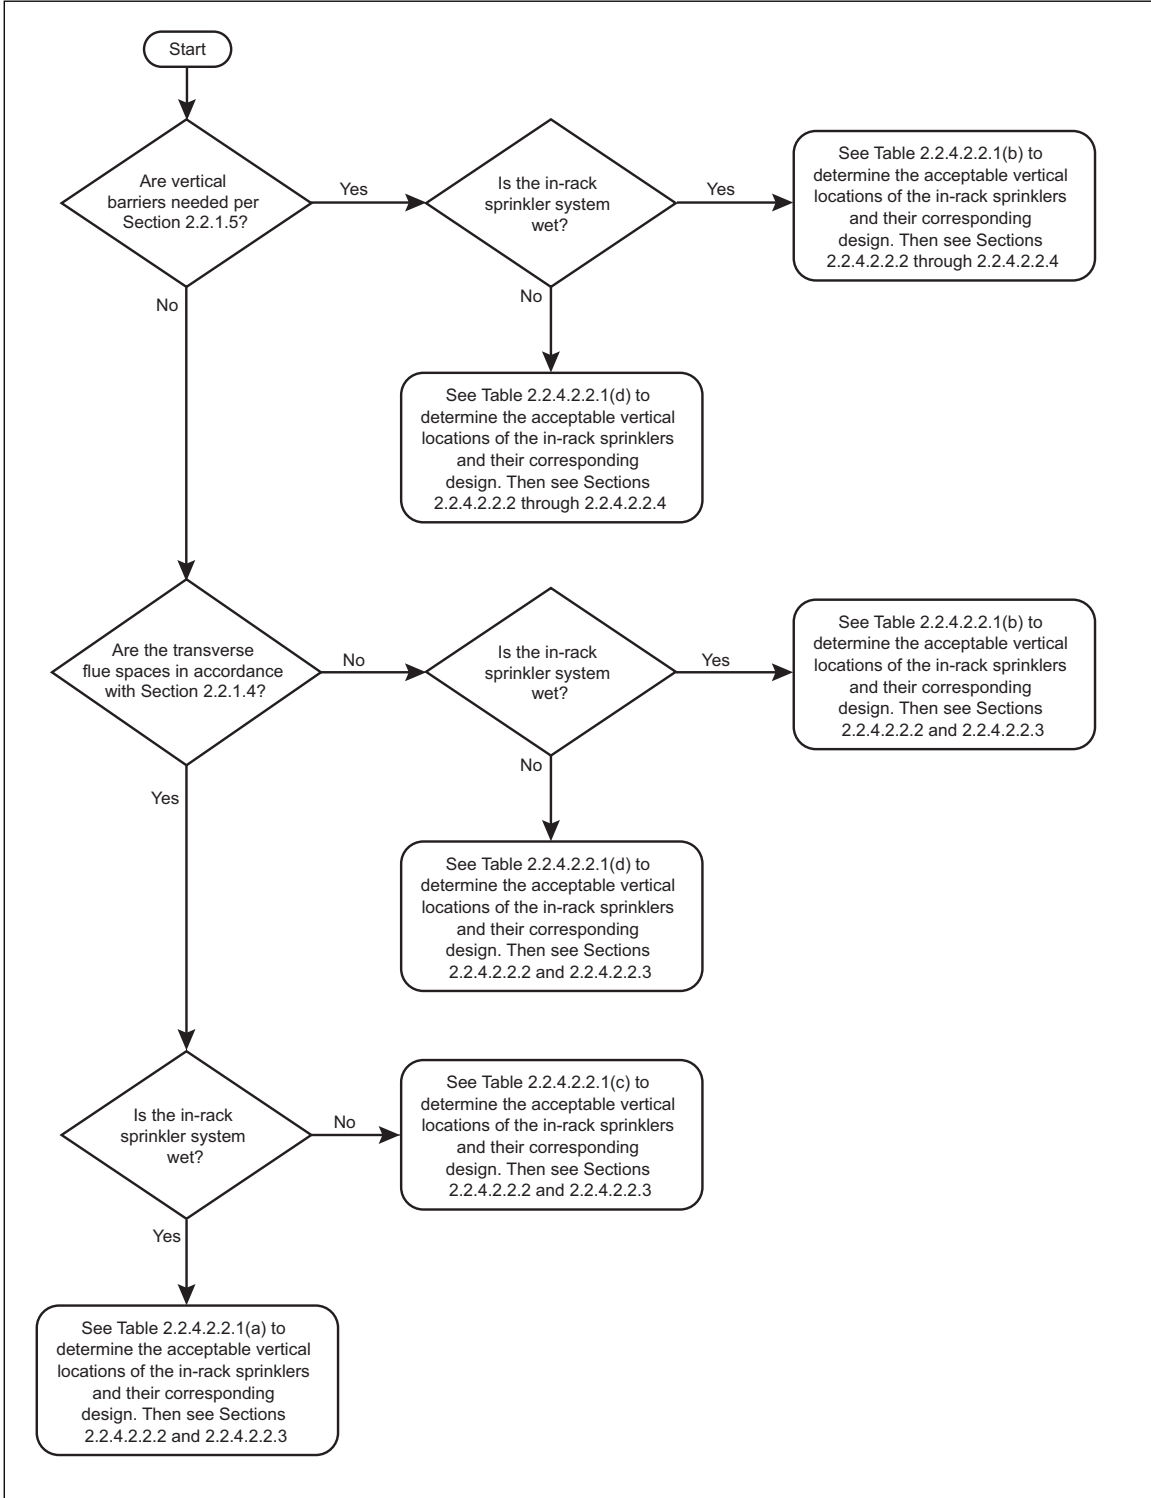 Start
Are vertical
barriers needed per
Section 2.2.1.5?
Yes
Is the in-rack
sprinkler system
wet?
Yes
See Table 2.2.4.2.2.1(b) to
determine the acceptable vertical
locations of the in-rack sprinklers
and their corresponding
design. Then see Sections
2.2.4.2.2.2 through 2.2.4.2.2.4
No
No
See Table 2.2.4.2.2.1(d) to
determine the acceptable vertical
locations of the in-rack sprinklers
and their corresponding
design. Then see Sections
2.2.4.2.2.2 through 2.2.4.2.2.4
Are the transverse
flue spaces in accordance
with Section 2.2.1.4?
No
Is the in-rack
sprinkler system
wet?
Yes
See Table 2.2.4.2.2.1(b) to
determine the acceptable vertical
locations of the in-rack sprinklers
and their corresponding
design. Then see Sections
2.2.4.2.2.2 and 2.2.4.2.2.3
No
Yes
See Table 2.2.4.2.2.1(d) to
determine the acceptable vertical
locations of the in-rack sprinklers
and their corresponding
design. Then see Sections
2.2.4.2.2.2 and 2.2.4.2.2.3
Is the in-rack
sprinkler system
wet?
No
See Table 2.2.4.2.2.1(c) to
determine the acceptable vertical
locations of the in-rack sprinklers
and their corresponding
design. Then see Sections
2.2.4.2.2.2 and 2.2.4.2.2.3
Yes
See Table 2.2.4.2.2.1(a) to
determine the acceptable vertical
locations of the in-rack sprinklers
and their corresponding
design. Then see Sections
2.2.4.2.2.2 and 2.2.4.2.2.3